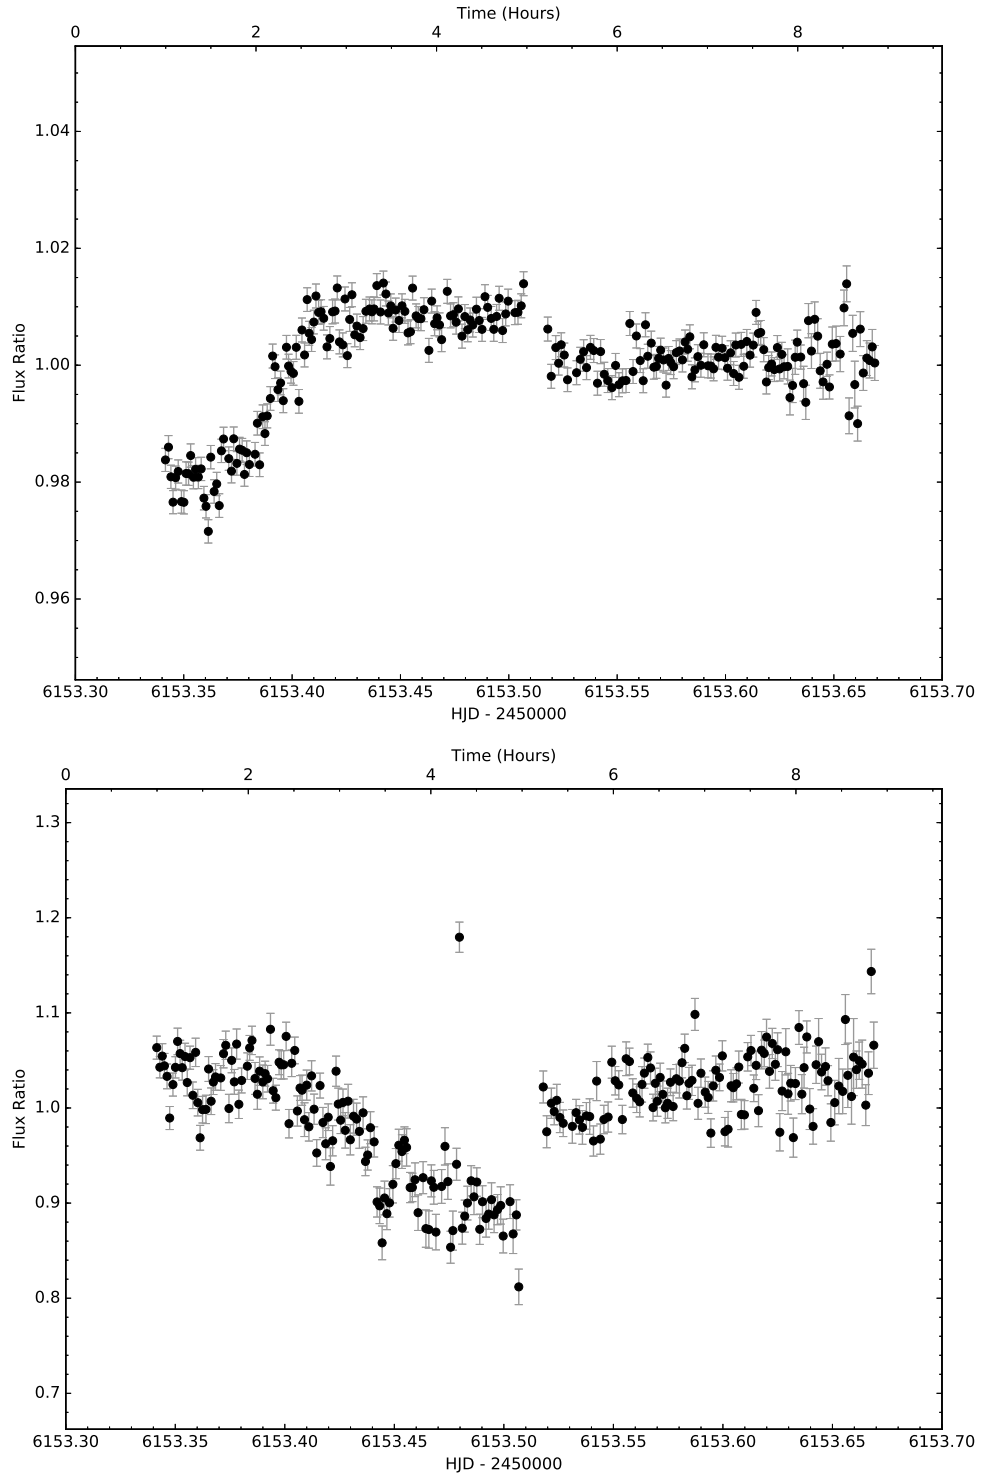 Time (Hours)
0 2 4 6 8
1.04
1.02
1.00
0.98
0.96
Flux Ratio
6153.30 6153.35 6153.40 6153.45 6153.50 6153.55 6153.60 6153.65 6153.70
HJD - 2450000
Time (Hours)
0 2 4 6 8
1.3
1.2
1.1
1.0
0.9
0.8
0.7
Flux Ratio
6153.30 6153.35 6153.40 6153.45 6153.50 6153.55 6153.60 6153.65 6153.70
HJD - 2450000